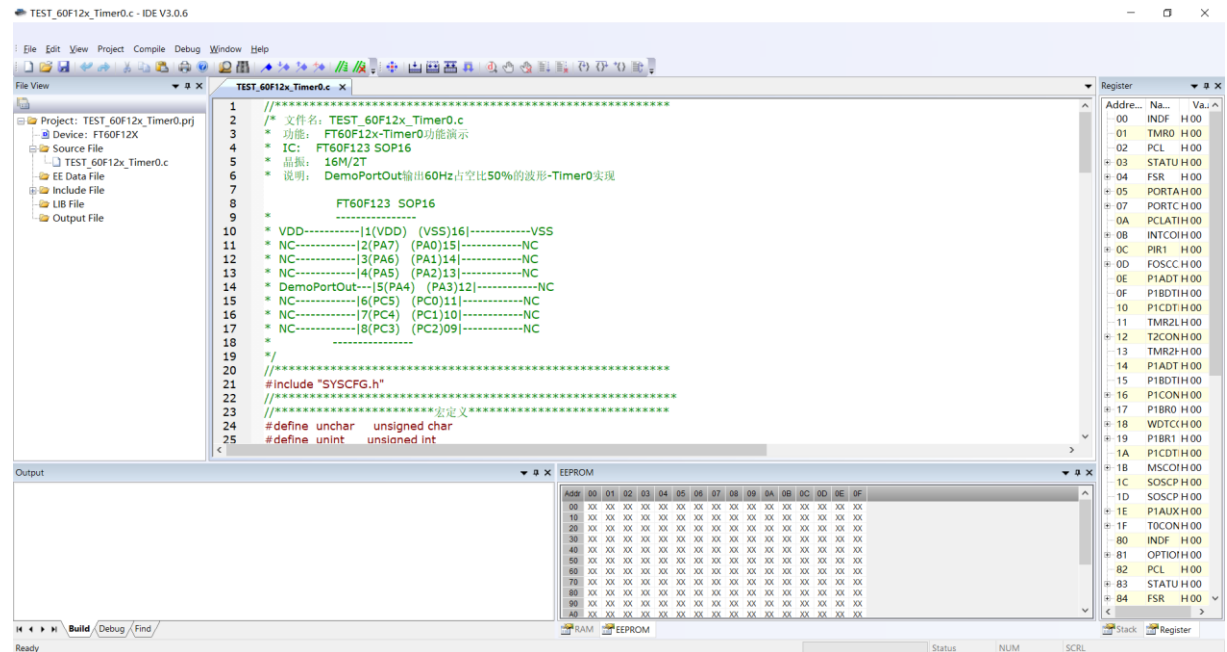 TEST_60F12x_Timer0.c - IDE V3.0.6
File Edit View Project Compile Debug Window Help
File View
Project: TEST_60F12x_Timer0.prj
Device: FT60F12X
Source File
TEST_60F12x_Timer0.c
EE Data File
Include File
LIB File
Output File
TEST_60F12x_Timer0.c X
1 //*********************************************************
2 /* 文件名: TEST_60F12x_Timer0.c
3 * 功能: FT60F12x-Timer0功能演示
4 * IC: FT60F123 SOP16
5 * 晶振: 16M/2T
6 * 说明: DemoPortOut输出60Hz占空比50%的波形-Timer0实现
7
8 FT60F123 SOP16
9 * ----------------
10 * VDD-----------|1(VDD) (VSS)16|------------VSS
11 * NC------------|2(PA7) (PA0)15|-----------NC
12 * NC------------|3(PA6) (PA1)14|------------NC
13 * NC------------|4(PA5) (PA2)13|------------NC
14 * DemoPortOut---|5(PA4) (PA3)12|------------NC
15 * NC------------|6(PC5) (PC0)11|------------NC
16 * NC------------|7(PC4) (PC1)10|------------NC
17 * NC------------|8(PC3) (PC2)09|------------NC
18 * ----------------
19 */
20 //*********************************************************
21 #include "SYSCFG.h"
22 //**********************************************************
23 //***********************宏定义*****************************
24 #define unchar unsigned char
25 #define unint unsigned int
Register
Addre... Na... Va...
00 INDF H00
01 TMR0 H00
02 PCL H00
03 STATU H00
04 FSR H00
05 PORTA H00
07 PORTC H00
0A PCLATI H00
0B INTCOI H00
0C PIR1 H00
0D FOSCC H00
0E P1ADT H00
0F P1BDTI H00
10 P1CDTI H00
11 TMR2L H00
12 T2CON H00
13 TMR2H H00
14 P1ADT H00
15 P1BDTI H00
16 P1CON H00
17 P1BR0 H00
18 WDTC H00
19 P1BR1 H00
1A P1CDTI H00
1B MSCOI H00
1C SOSCP H00
1D SOSCP H00
1E P1AUX H00
1F T0CON H00
80 INDF H00
81 OPTIOI H00
82 PCL H00
83 STATU H00
84 FSR H00
Stack Register
Output
Build Debug Find
EEPROM
Addr 00 01 02 03 04 05 06 07 08 09 0A 0B 0C 0D 0E 0F
00 XX XX XX XX XX XX XX XX XX XX XX XX XX XX XX XX
10 XX XX XX XX XX XX XX XX XX XX XX XX XX XX XX XX
20 XX XX XX XX XX XX XX XX XX XX XX XX XX XX XX XX
30 XX XX XX XX XX XX XX XX XX XX XX XX XX XX XX XX
40 XX XX XX XX XX XX XX XX XX XX XX XX XX XX XX XX
50 XX XX XX XX XX XX XX XX XX XX XX XX XX XX XX XX
60 XX XX XX XX XX XX XX XX XX XX XX XX XX XX XX XX
70 XX XX XX XX XX XX XX XX XX XX XX XX XX XX XX XX
80 XX XX XX XX XX XX XX XX XX XX XX XX XX XX XX XX
90 XX XX XX XX XX XX XX XX XX XX XX XX XX XX XX XX
A0 XX XX XX XX XX XX XX XX XX XX XX XX XX XX XX XX
RAM EEPROM
Ready
Status NUM SCRL